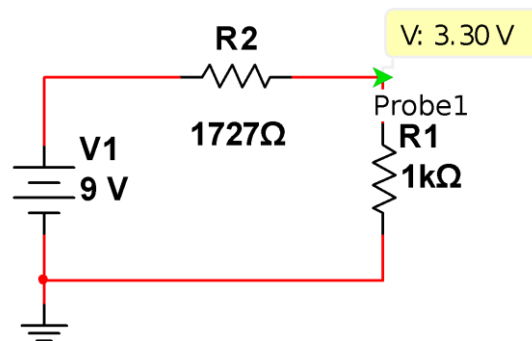 V: 3.30 V
R2
Probe1
1727Ω
R1
V1
1kΩ
9 V